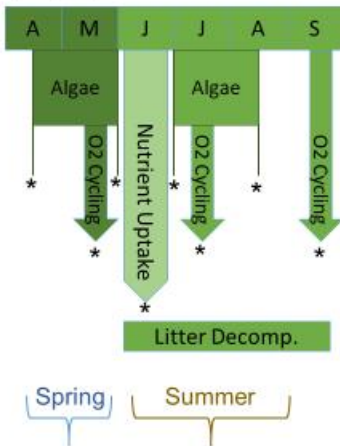 A M J J A S
Algae
Algae
O2 Cycling
Nutrient Uptake
O2 Cycling
O2 Cycling
* * * *
* * *
*
Litter Decomp.
Spring Summer